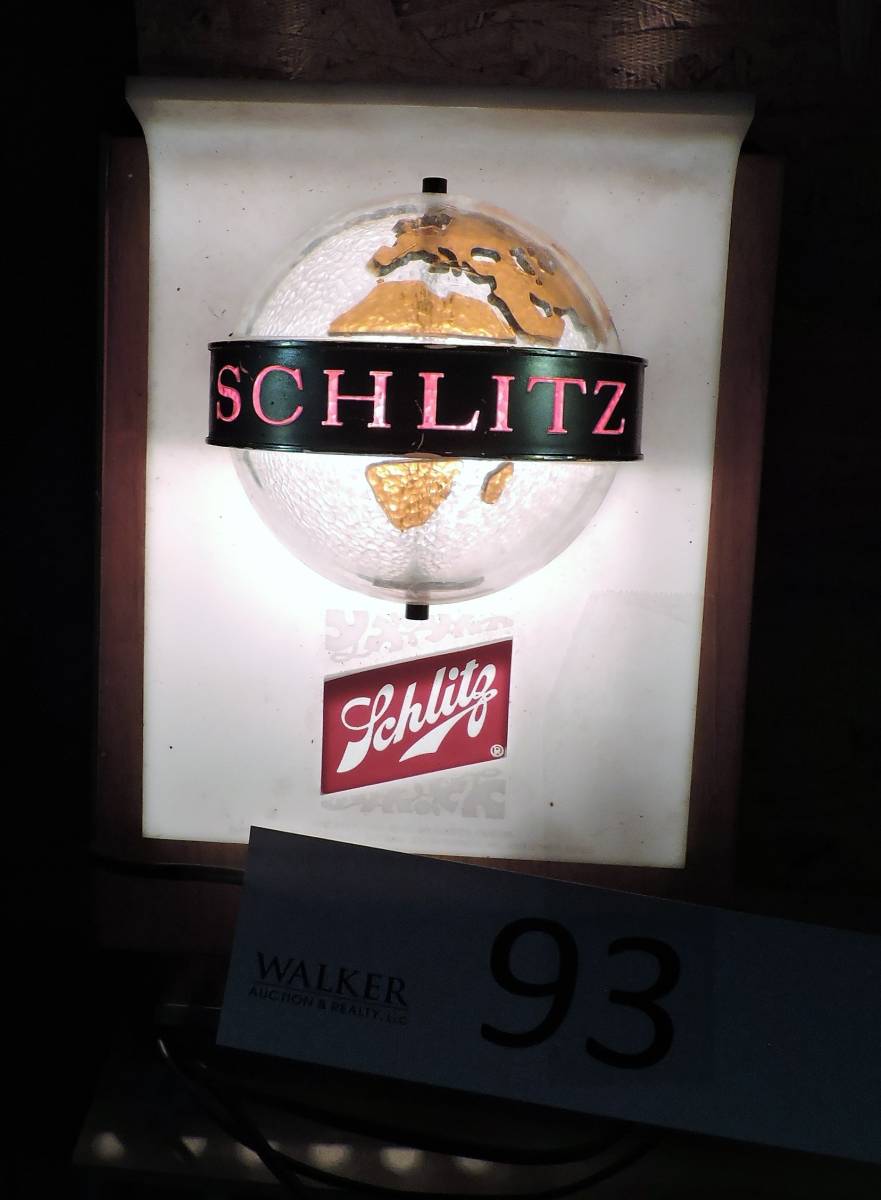 SCHLITZ
Schlitz
®
WALKER
AUCTION & REALTY, LLC
93